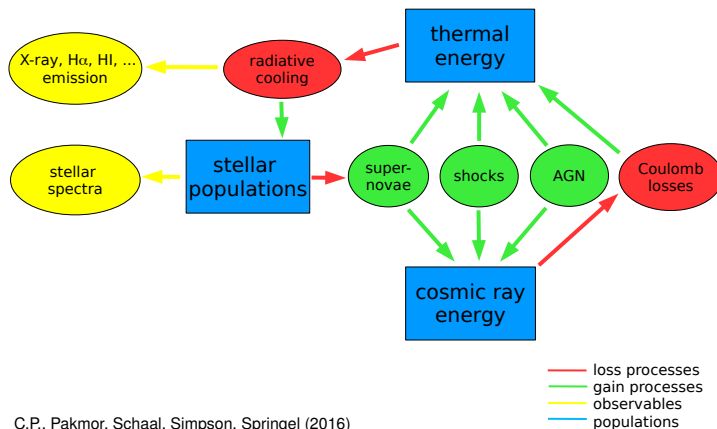 thermal
energy
X-ray, Hα, HI, ...
emission
radiative
cooling
stellar
spectra
stellar
populations
super-
novae
shocks
AGN
Coulomb
losses
cosmic ray
energy
loss processes
gain processes
observables
populations
C.P., Pakmor, Schaal, Simpson, Springel (2016)